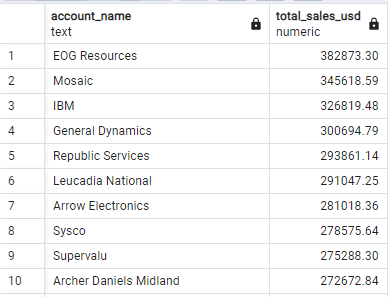 account_name total_sales_usd
text numeric
1 EOG Resources 382873.30
2 Mosaic 345618.59
3 IBM 326819.48
4 General Dynamics 300694.79
5 Republic Services 293861.14
6 Leucadia National 291047.25
7 Arrow Electronics 281018.36
8 Sysco 278575.64
9 Supervalu 275288.30
10 Archer Daniels Midland 272672.84